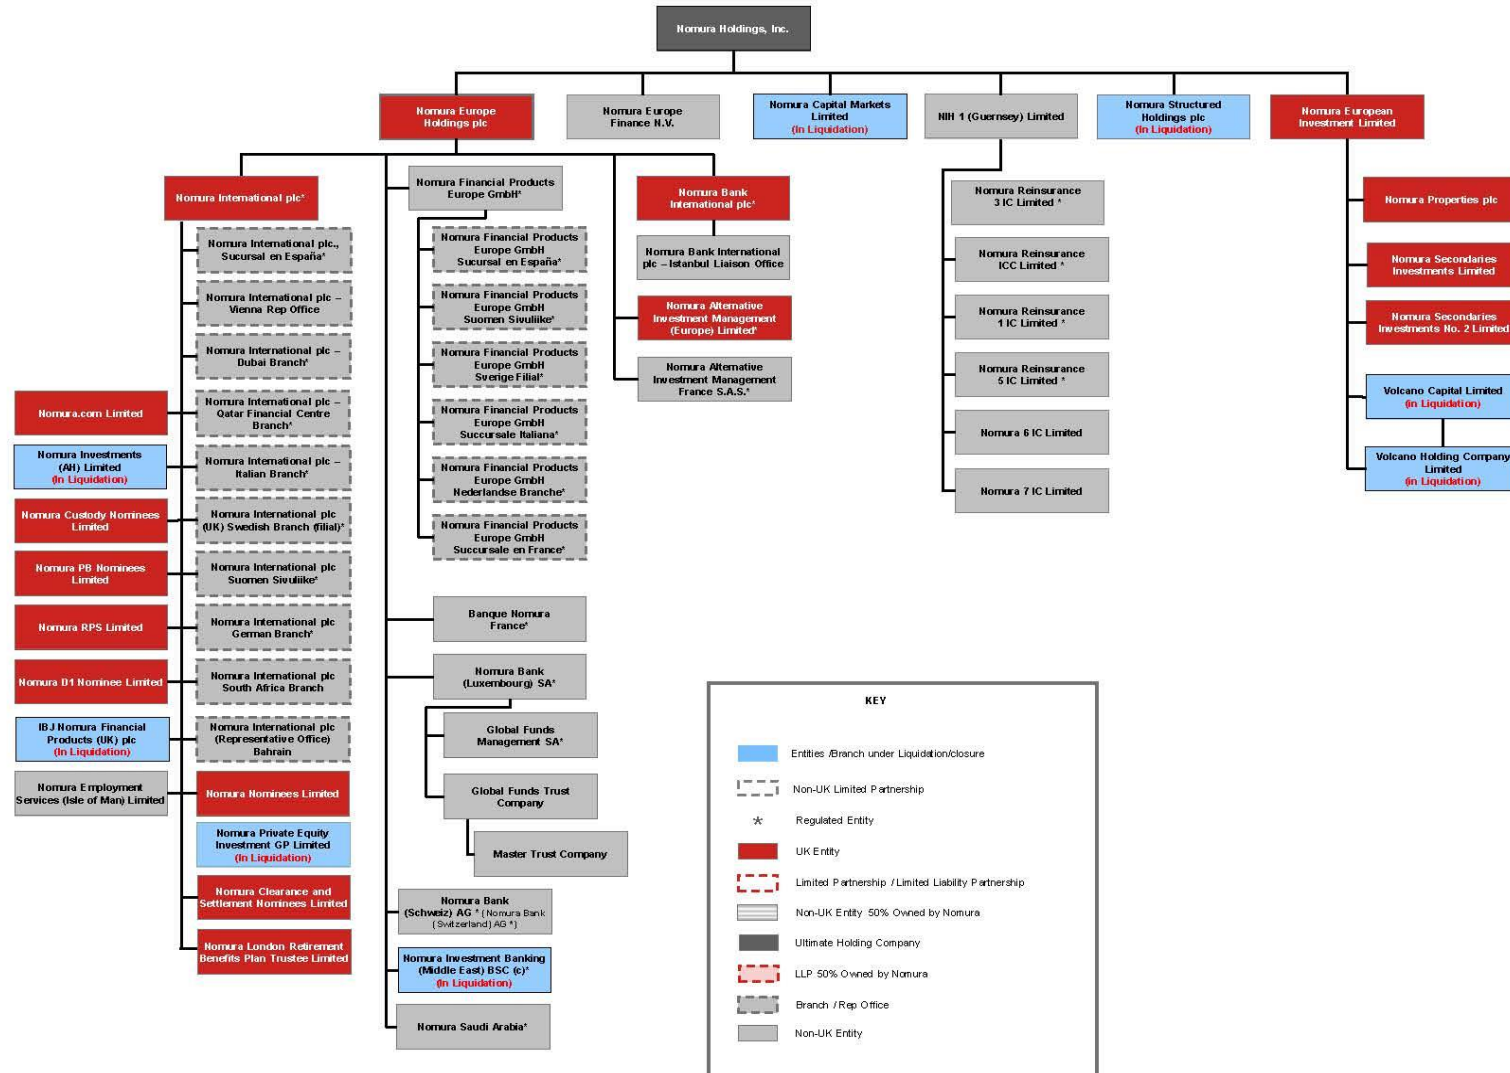 Nomura Holdings, Inc.
Nomura Europe
Holdings plc
Nomura Europe
Finance N.V.
Nomura Capital Markets
Limited
(In Liquidation)
NIH 1 (Guernsey) Limited
Nomura Structured
Holdings plc
(In Liquidation)
Nomura European
Investment Limited
Nomura International plc*
Nomura International plc.,
Sucursal en España*
Nomura International plc –
Vienna Rep Office
Nomura International plc –
Dubai Branch*
Nomura International plc –
Qatar Financial Centre
Branch*
Nomura International plc –
Italian Branch*
Nomura International plc
(UK) Swedish Branch (filial)*
Nomura International plc
Suomen Sivuliike*
Nomura International plc
German Branch*
Nomura International plc
South Africa Branch
Nomura International plc
(Representative Office)
Bahrain
Nomura Nominees Limited
Nomura Private Equity
Investment GP Limited
(In Liquidation)
Nomura Clearance and
Settlement Nominees Limited
Nomura London Retirement
Benefits Plan Trustee Limited
Nomura.com Limited
Nomura Investments
(AH) Limited
(In Liquidation)
Nomura Custody Nominees
Limited
Nomura PB Nominees
Limited
Nomura RPS Limited
Nomura D1 Nominee Limited
IBJ Nomura Financial
Products (UK) plc
(In Liquidation)
Nomura Employment
Services (Isle of Man) Limited
Nomura Financial Products
Europe GmbH*
Nomura Financial Products
Europe GmbH
Sucursal en España*
Nomura Financial Products
Europe GmbH
Suomen Sivuliike*
Nomura Financial Products
Europe GmbH
Sverige Filial*
Nomura Financial Products
Europe GmbH
Succursale Italiana*
Nomura Financial Products
Europe GmbH
Nederlandse Branche*
Nomura Financial Products
Europe GmbH
Succursale en France*
Banque Nomura
France*
Nomura Bank
(Luxembourg) SA*
Global Funds
Management SA*
Global Funds Trust
Company
Master Trust Company
Nomura Bank
(Schweiz) AG * (Nomura Bank
(Switzerland) AG *)
Nomura Investment Banking
(Middle East) BSC (c)*
(In Liquidation)
Nomura Saudi Arabia*
Nomura Bank
International plc*
Nomura Bank International
plc – Istanbul Liaison Office
Nomura Alternative
Investment Management
(Europe) Limited*
Nomura Alternative
Investment Management
France S.A.S.*
Nomura Reinsurance
3 IC Limited *
Nomura Reinsurance
ICC Limited *
Nomura Reinsurance
1 IC Limited *
Nomura Reinsurance
5 IC Limited *
Nomura 6 IC Limited
Nomura 7 IC Limited
Nomura Properties plc
Nomura Secondaries
Investments Limited
Nomura Secondaries
Investments No. 2 Limited
Volcano Capital Limited
(in Liquidation)
Volcano Holding Company
Limited
(in Liquidation)
KEY
Entities /Branch under Liquidation/closure
Non-UK Limited Partnership
* Regulated Entity
UK Entity
Limited Partnership / Limited Liability Partnership
Non-UK Entity 50% Owned by Nomura
Ultimate Holding Company
LLP 50% Owned by Nomura
Branch / Rep Office
Non-UK Entity